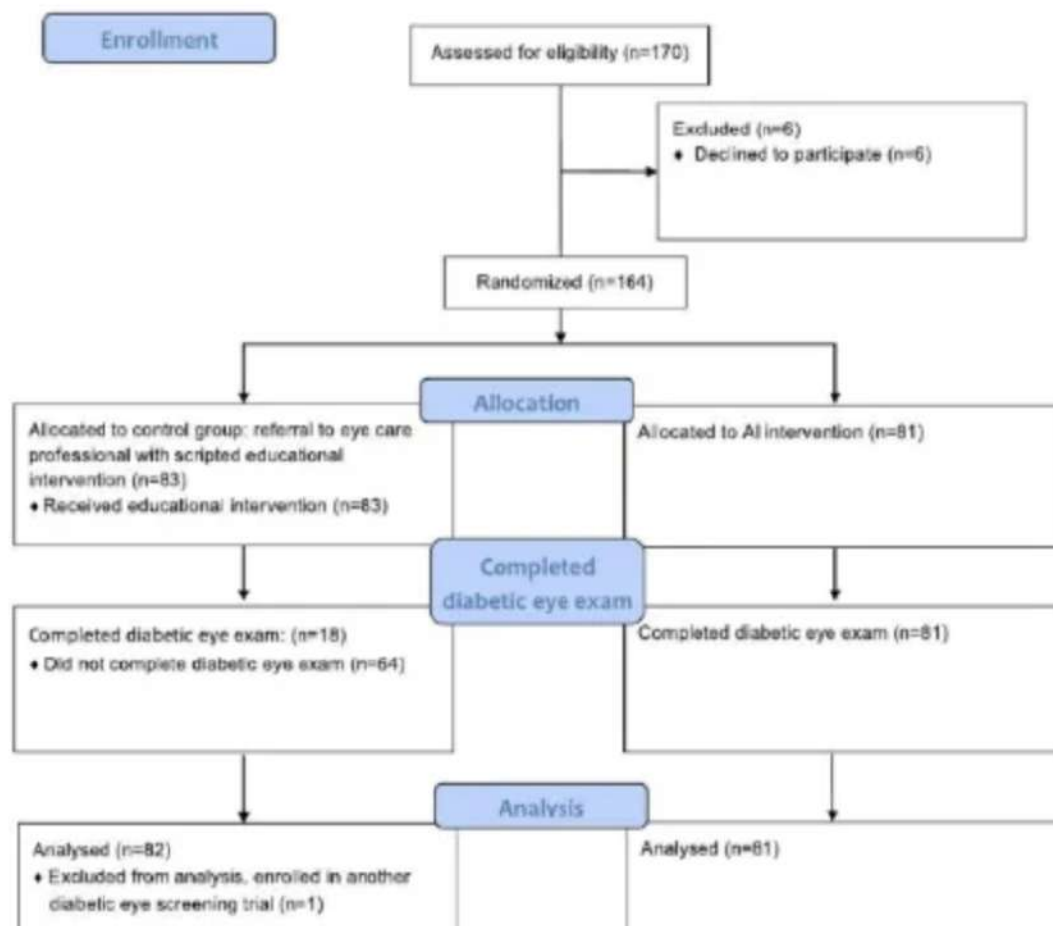 Enrollment
Assessed for eligibility (n=170)
Excluded (n=6)
♦ Declined to participate (n=6)
Randomized (n=164)
Allocation
Allocated to control group: referral to eye care
professional with scripted educational
intervention (n=83)
♦ Received educational intervention (n=83)
Allocated to AI intervention (n=81)
Completed
diabetic eye exam
Completed diabetic eye exam: (n=18)
♦ Did not complete diabetic eye exam (n=64)
Completed diabetic eye exam (n=81)
Analysis
Analysed (n=82)
♦ Excluded from analysis, enrolled in another
diabetic eye screening trial (n=1)
Analysed (n=81)